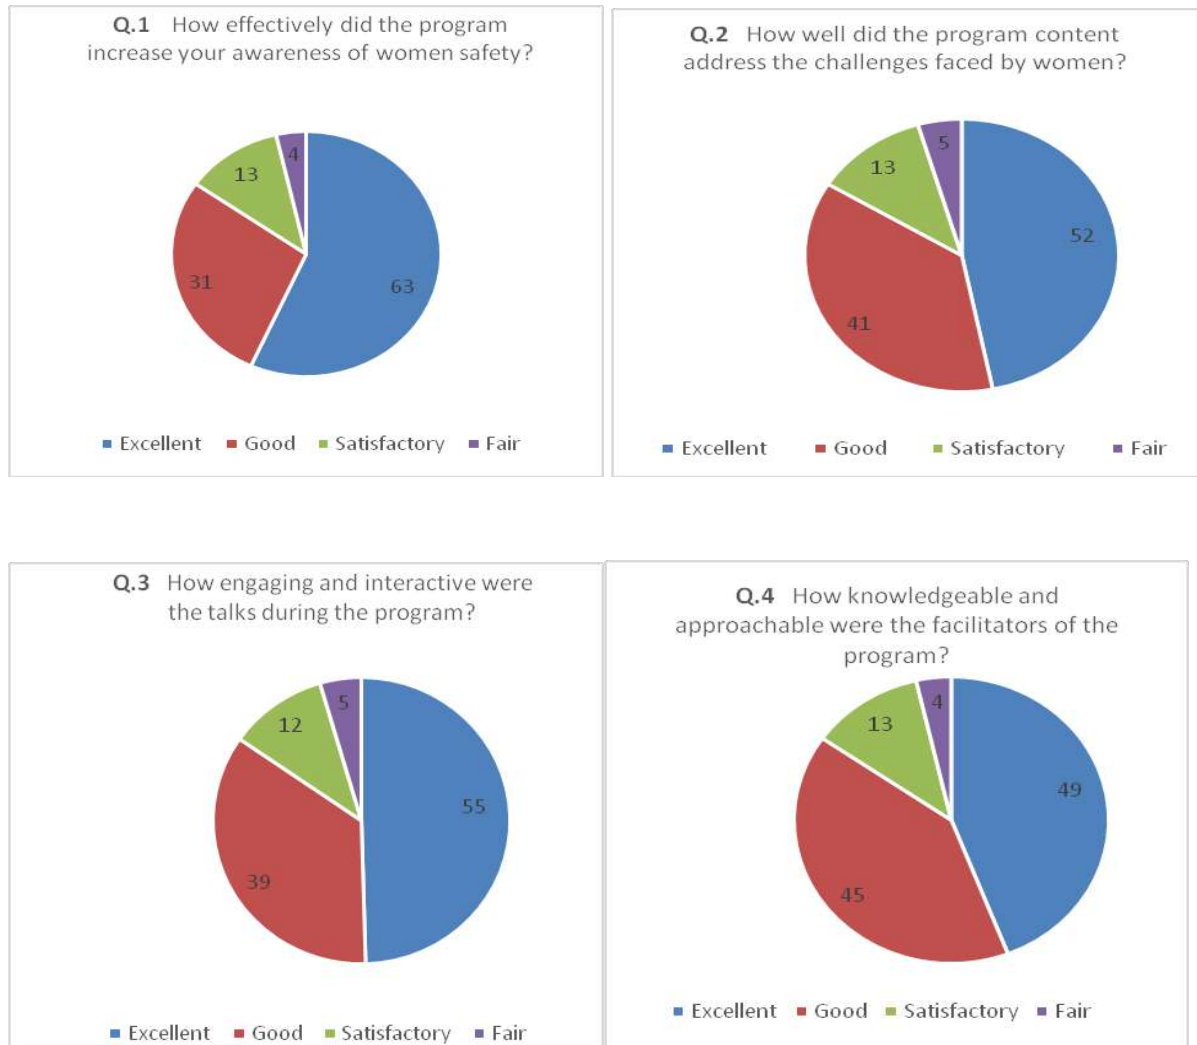 Q.1 How effectively did the program
increase your awareness of women safety?
4
13
31
63
Excellent Good Satisfactory Fair
Q.2 How well did the program content
address the challenges faced by women?
5
13
52
41
Excellent Good Satisfactory Fair
Q.3 How engaging and interactive were
the talks during the program?
5
12
55
39
Excellent Good Satisfactory Fair
Q.4 How knowledgeable and
approachable were the facilitators of the
program?
4
13
49
45
Excellent Good Satisfactory Fair